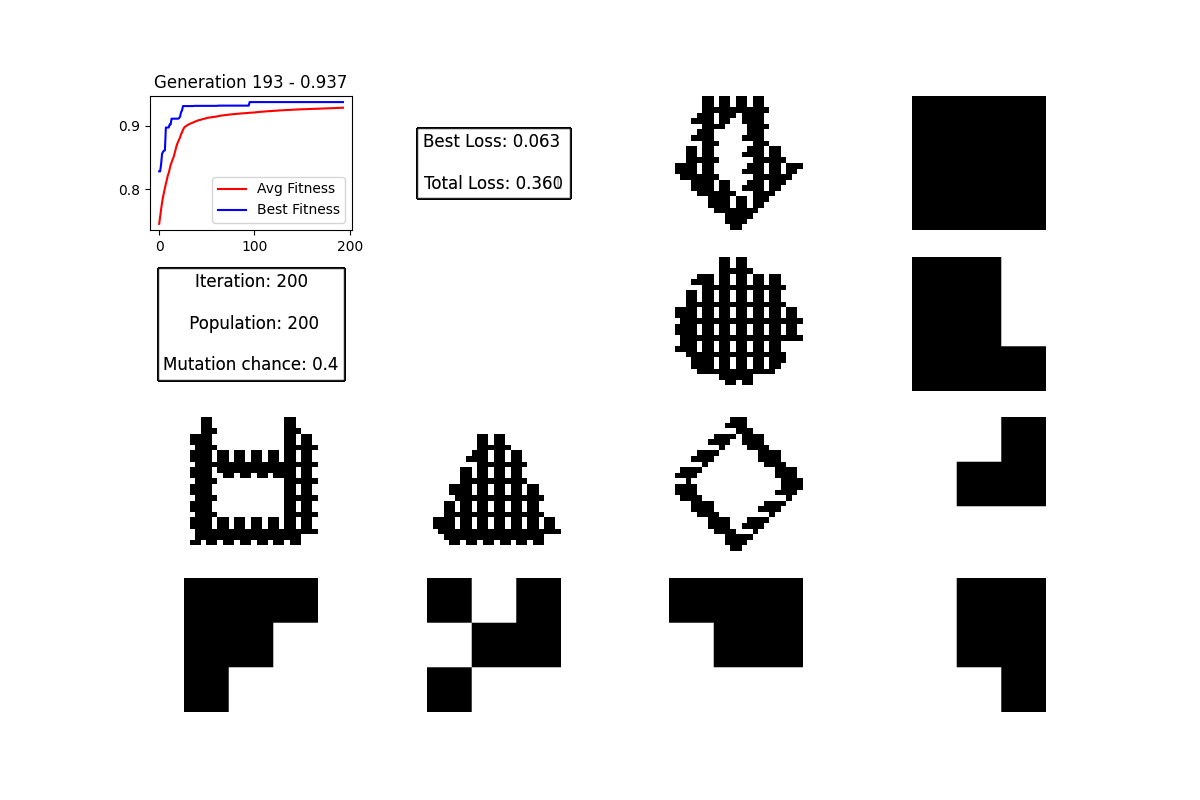 Generation 193 - 0.937
0.9
0.8
Avg Fitness
Best Fitness
0 100 200
Best Loss: 0.063
Total Loss: 0.360
Iteration: 200
Population: 200
Mutation chance: 0.4